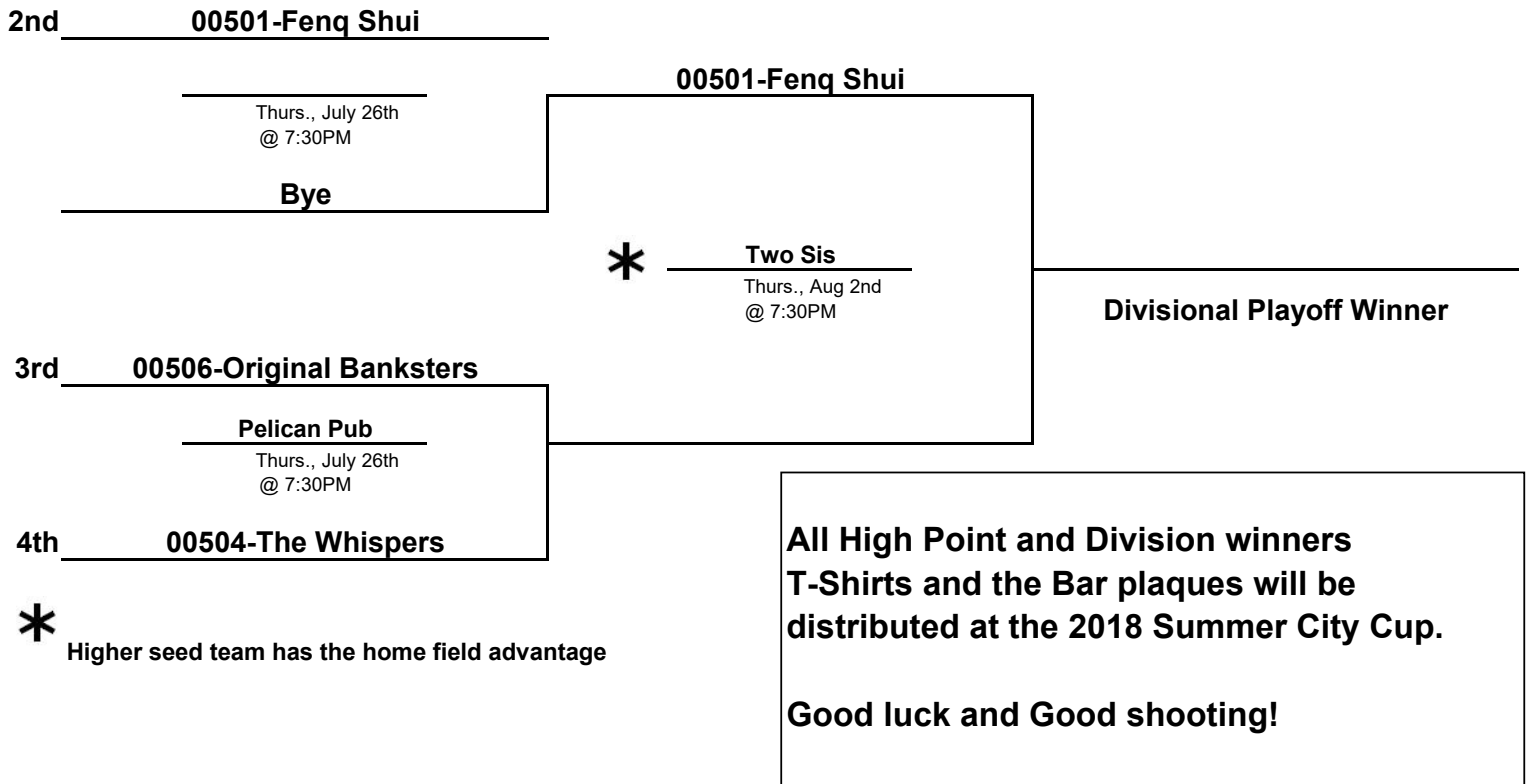 2nd 00501-Fenq Shui
00501-Fenq Shui
Thurs., July 26th
@ 7:30PM
Bye
* Two Sis
Thurs., Aug 2nd
@ 7:30PM
Divisional Playoff Winner
3rd 00506-Original Banksters
Pelican Pub
Thurs., July 26th
@ 7:30PM
4th 00504-The Whispers
* Higher seed team has the home field advantage
All High Point and Division winners
T-Shirts and the Bar plaques will be
distributed at the 2018 Summer City Cup.
Good luck and Good shooting!